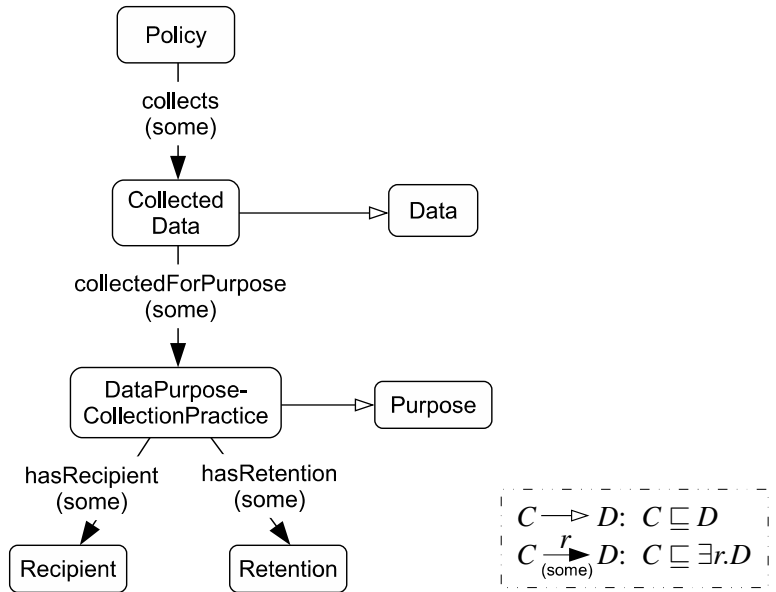 Policy
collects
(some)
Collected
Data
Data
collectedForPurpose
(some)
DataPurpose-
CollectionPractice
Purpose
hasRecipient
(some)
hasRetention
(some)
Recipient
Retention
C D: C ⊑ D
C r (some) D: C ⊑ ∃r.D